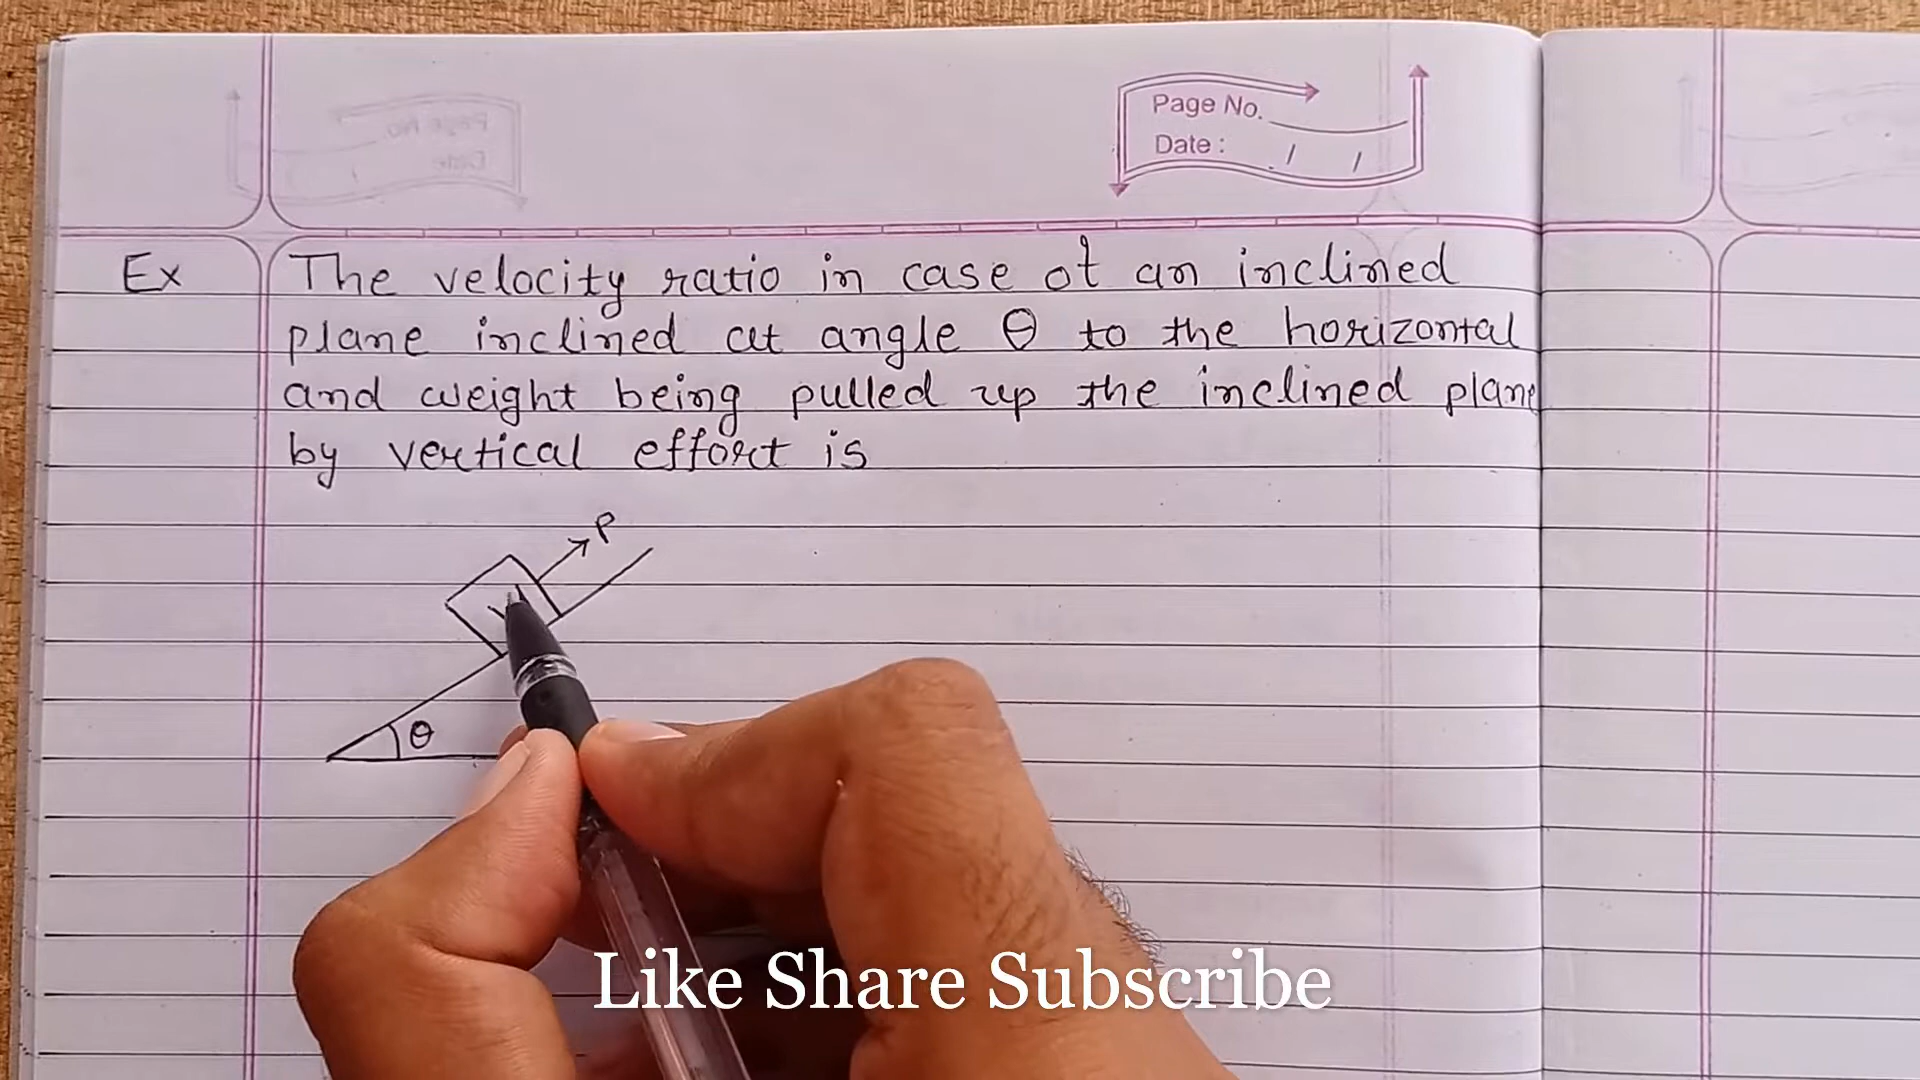 Page No.
Date : / /
Ex The velocity ratio in case of an inclined
plane inclined at angle θ to the horizontal
and weight being pulled up the inclined plane
by vertical effort is
P
θ
Like Share Subscribe